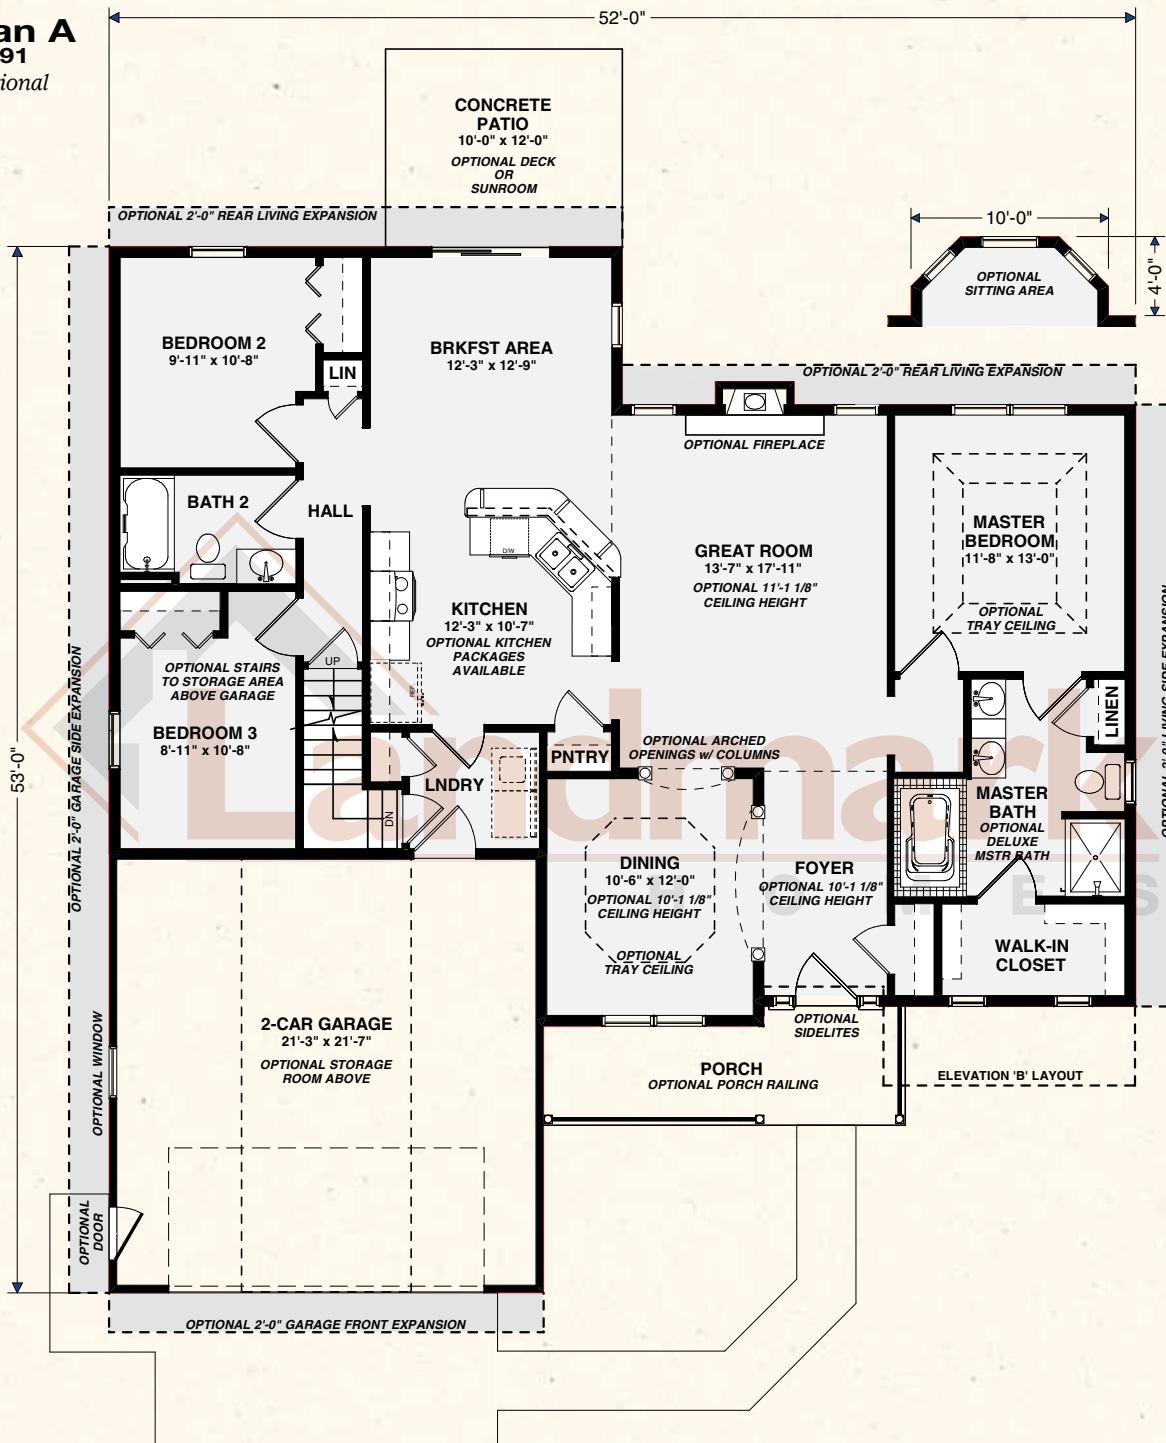 an A
91
ional
52'-0"
CONCRETE
PATIO
10'-0" x 12'-0"
OPTIONAL DECK
OR
SUNROOM
OPTIONAL 2'-0" REAR LIVING EXPANSION
10'-0"
4'-0"
OPTIONAL
SITTING AREA
BEDROOM 2
9'-11" x 10'-8"
LIN
BRKFST AREA
12'-3" x 12'-9"
OPTIONAL 2'-0" REAR LIVING EXPANSION
OPTIONAL FIREPLACE
BATH 2
HALL
D/W
GREAT ROOM
13'-7" x 17'-11"
OPTIONAL 11'-1 1/8"
CEILING HEIGHT
MASTER
BEDROOM
11'-8" x 13'-0"
OPTIONAL
TRAY CEILING
KITCHEN
12'-3" x 10'-7"
OPTIONAL KITCHEN
PACKAGES
AVAILABLE
REF
UP
OPTIONAL STAIRS
TO STORAGE AREA
ABOVE GARAGE
BEDROOM 3
8'-11" x 10'-8"
53'-0"
OPTIONAL 2'-0" GARAGE SIDE EXPANSION
OPTIONAL 2'-0" LIVING SIDE EXPANSION
LINEN
OPTIONAL ARCHED
OPENINGS w/ COLUMNS
PNTRY
LNDRY
DN
Landmark
HOMES
MASTER
BATH
OPTIONAL
DELUXE
MSTR BATH
DINING
10'-6" x 12'-0"
OPTIONAL 10'-1 1/8"
CEILING HEIGHT
OPTIONAL
TRAY CEILING
FOYER
OPTIONAL 10'-1 1/8"
CEILING HEIGHT
WALK-IN
CLOSET
OPTIONAL
SIDELITES
2-CAR GARAGE
21'-3" x 21'-7"
OPTIONAL STORAGE
ROOM ABOVE
OPTIONAL WINDOW
PORCH
OPTIONAL PORCH RAILING
ELEVATION 'B' LAYOUT
OPTIONAL
DOOR
OPTIONAL 2'-0" GARAGE FRONT EXPANSION